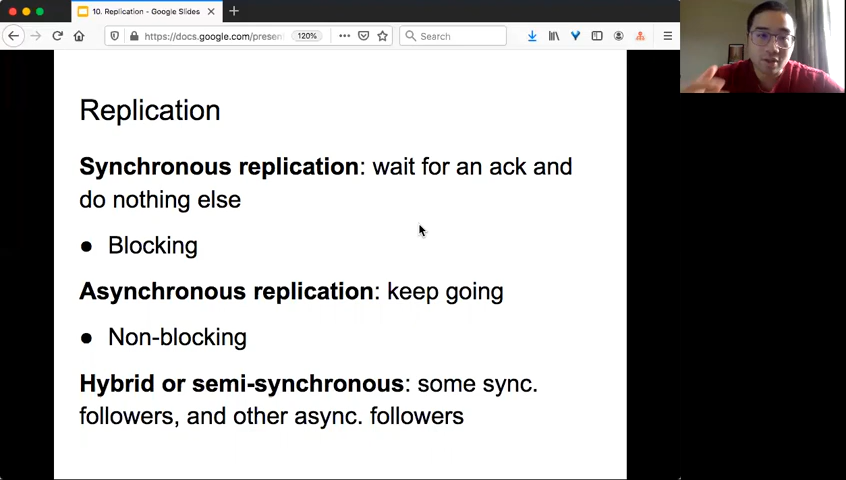 10. Replication - Google Slides
https://docs.google.com/presen
120%
Search
Replication
Synchronous replication: wait for an ack and
do nothing else
● Blocking
Asynchronous replication: keep going
● Non-blocking
Hybrid or semi-synchronous: some sync.
followers, and other async. followers